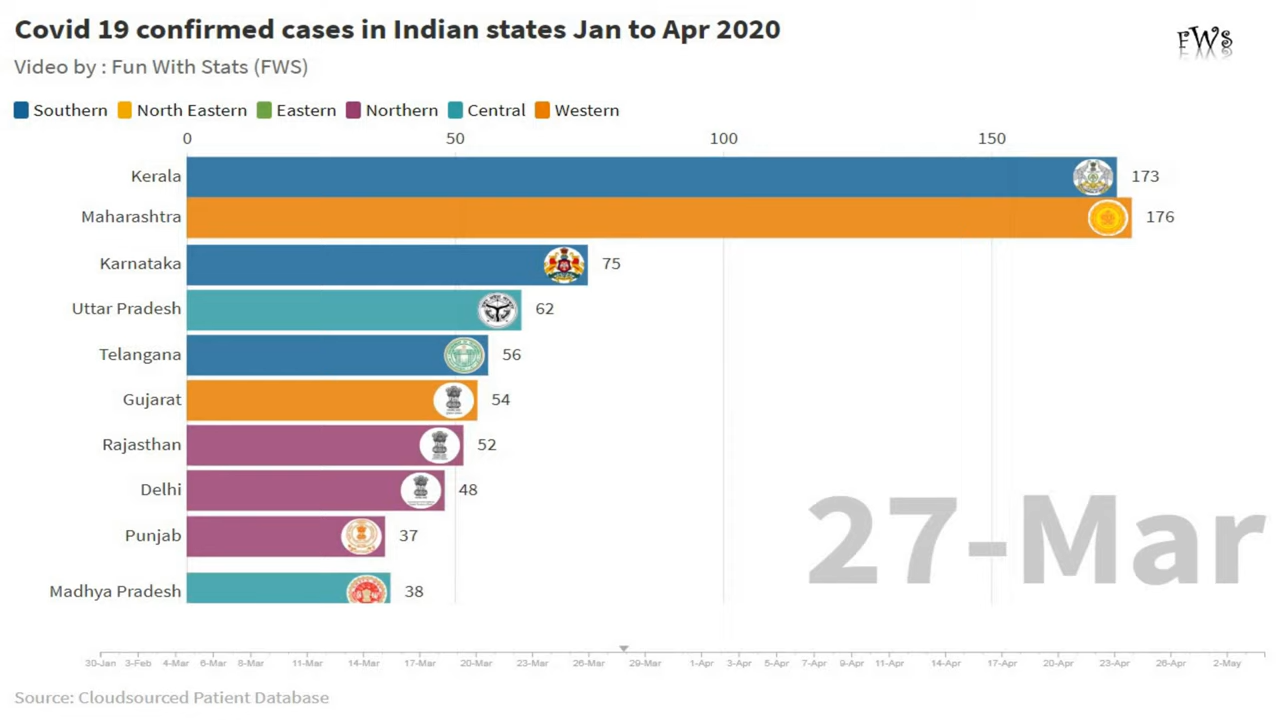 Covid 19 confirmed cases in Indian states Jan to Apr 2020
FWS
Video by : Fun With Stats (FWS)
Southern North Eastern Eastern Northern Central Western
0 50 100 150
Kerala 173
Maharashtra 176
Karnataka 75
Uttar Pradesh 62
Telangana 56
Gujarat 54
Rajasthan 52
Delhi 48
Punjab 37
Madhya Pradesh 38
27-Mar
30-Jan 3-Feb 4-Mar 6-Mar 8-Mar 11-Mar 14-Mar 17-Mar 20-Mar 23-Mar 26-Mar 29-Mar 1-Apr 3-Apr 5-Apr 7-Apr 9-Apr 11-Apr 14-Apr 17-Apr 20-Apr 23-Apr 26-Apr 2-May
Source: Cloudsourced Patient Database